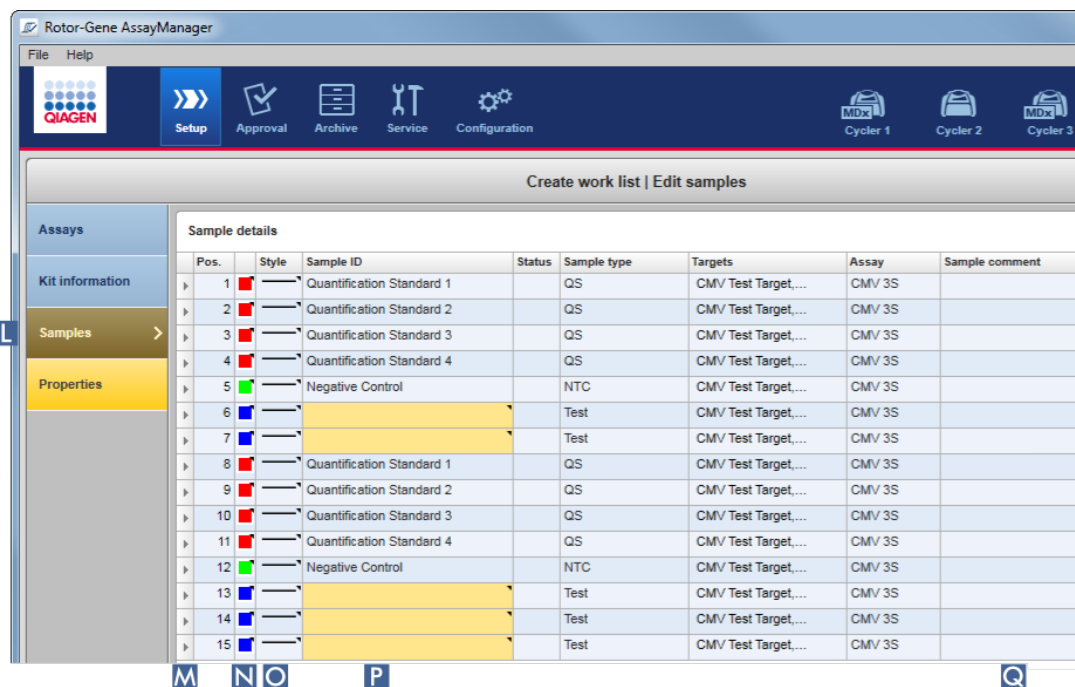 Rotor-Gene AssayManager
File Help
QIAGEN
Setup Approval Archive Service Configuration MDx Cycler 1 Cycler 2 MDx Cycler 3
Create work list | Edit samples
Assays
Kit information
L Samples
Properties
Sample details
Pos. Style Sample ID Status Sample type Targets Assay Sample comment
1 Quantification Standard 1 QS CMV Test Target,... CMV 3S
2 Quantification Standard 2 QS CMV Test Target,... CMV 3S
3 Quantification Standard 3 QS CMV Test Target,... CMV 3S
4 Quantification Standard 4 QS CMV Test Target,... CMV 3S
5 Negative Control NTC CMV Test Target,... CMV 3S
6 Test CMV Test Target,... CMV 3S
7 Test CMV Test Target,... CMV 3S
8 Quantification Standard 1 QS CMV Test Target,... CMV 3S
9 Quantification Standard 2 QS CMV Test Target,... CMV 3S
10 Quantification Standard 3 QS CMV Test Target,... CMV 3S
11 Quantification Standard 4 QS CMV Test Target,... CMV 3S
12 Negative Control NTC CMV Test Target,... CMV 3S
13 Test CMV Test Target,... CMV 3S
14 Test CMV Test Target,... CMV 3S
15 Test CMV Test Target,... CMV 3S
M N O P Q